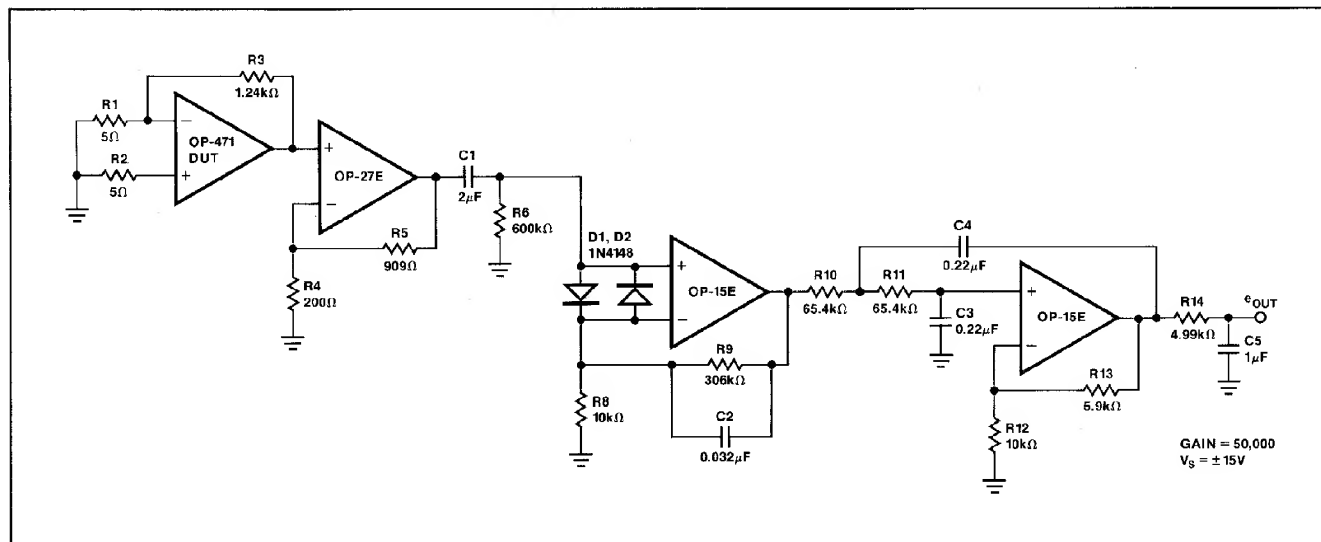 R3
1.24kΩ
R1
5Ω
R2
5Ω
−
+
OP-471
DUT
+
−
OP-27E
R5
909Ω
R4
200Ω
C1
2µF
R6
600kΩ
D1, D2
1N4148
+
−
OP-15E
R9
306kΩ
R8
10kΩ
C2
0.032µF
R10
65.4kΩ
R11
65.4kΩ
C4
0.22µF
C3
0.22µF
+
−
OP-15E
R13
5.9kΩ
R12
10kΩ
R14
4.99kΩ
eOUT
C5
1µF
GAIN = 50,000
VS = ±15V